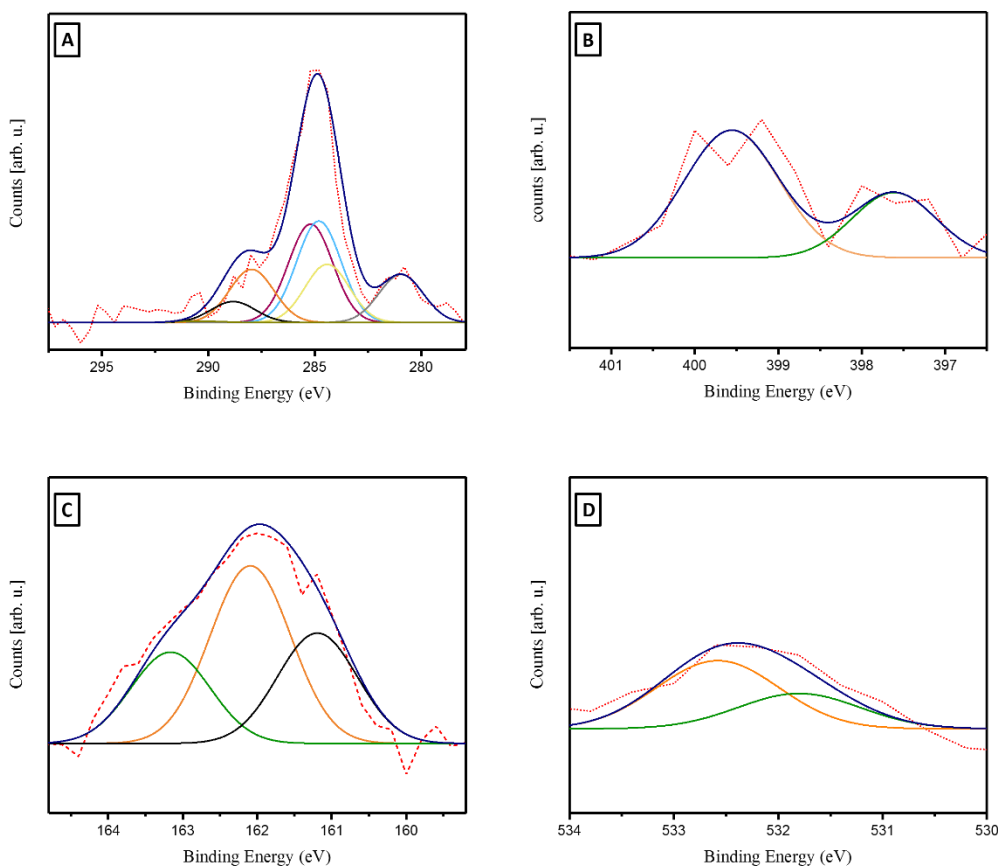 A
Counts [arb. u.]
295 290 285 280
Binding Energy (eV)
B
counts [arb. u.]
401 400 399 398 397
Binding Energy (eV)
C
Counts [arb. u.]
164 163 162 161 160
Binding Energy (eV)
D
Counts [arb. u.]
534 533 532 531 530
Binding Energy (eV)